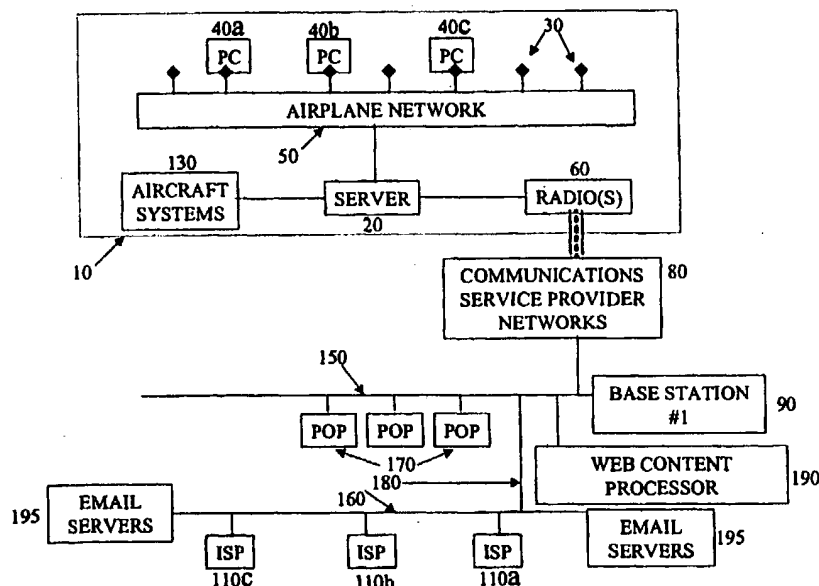 40a 40b 40c 30
PC PC PC
AIRPLANE NETWORK
50
130 60
AIRCRAFT
SYSTEMS
SERVER
RADIO(S)
20
10
COMMUNICATIONS
SERVICE PROVIDER
NETWORKS
80
150
BASE STATION
#1
90
POP POP POP
170
180
WEB CONTENT
PROCESSOR
190
160
195
EMAIL
SERVERS
EMAIL
SERVERS
195
ISP ISP ISP
110c 110b 110a